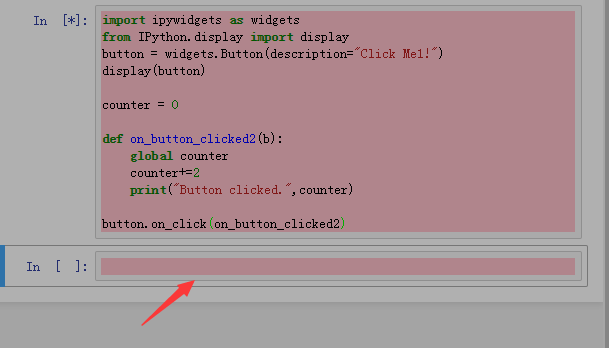 In [*]:
import ipywidgets as widgets
from IPython.display import display
button = widgets.Button(description="Click Me1!")
display(button)
counter = 0
def on_button_clicked2(b):
global counter
counter+=2
print("Button clicked.",counter)
button.on_click(on_button_clicked2)
In [ ]: